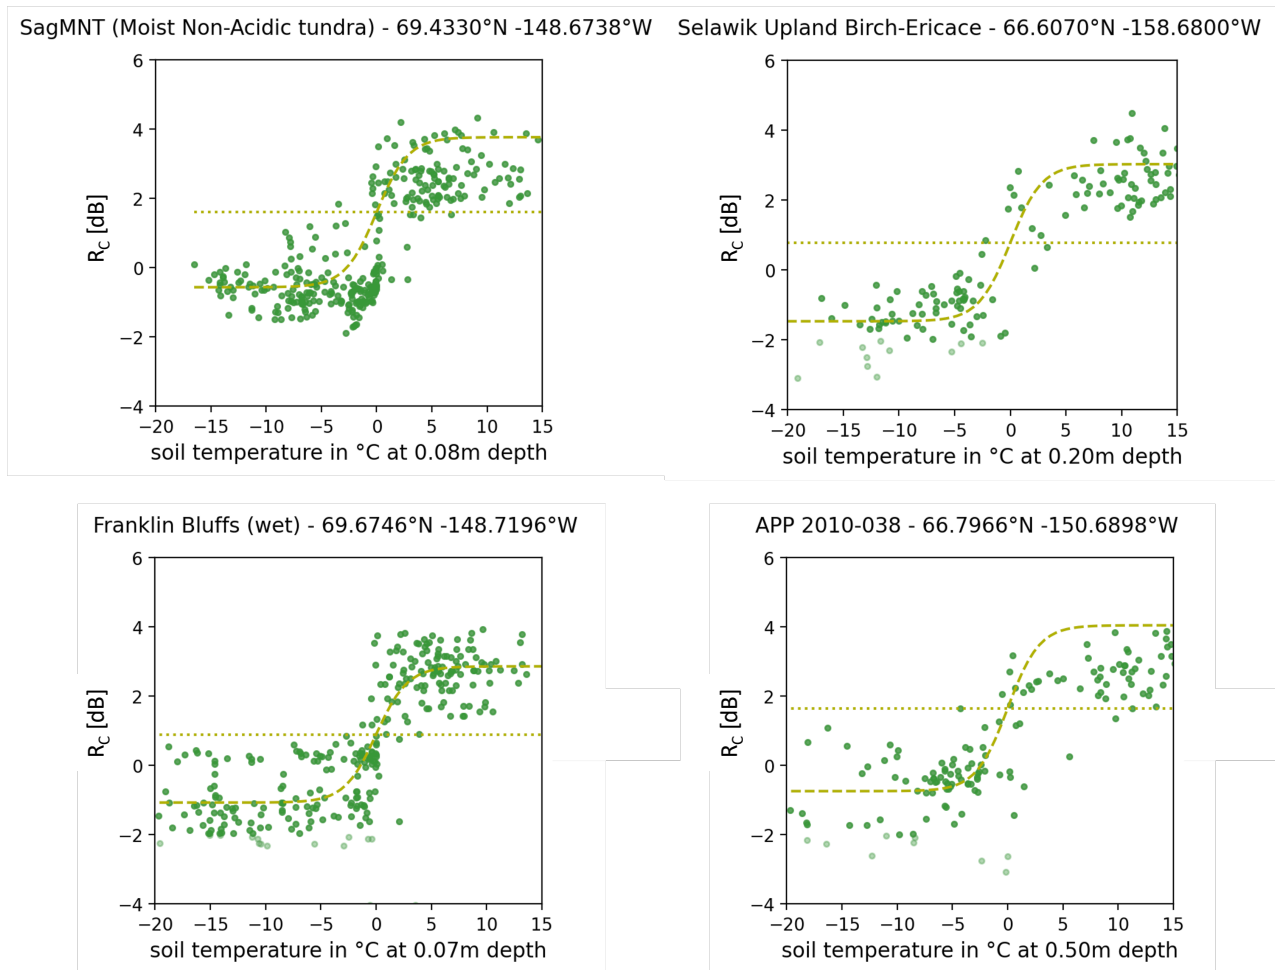 SagMNT (Moist Non-Acidic tundra) - 69.4330°N -148.6738°W
6
4
2
0
−2
−4
R_C [dB]
−20 −15 −10 −5 0 5 10 15
soil temperature in °C at 0.08m depth
Selawik Upland Birch-Ericace - 66.6070°N -158.6800°W
6
4
2
0
−2
−4
R_C [dB]
−20 −15 −10 −5 0 5 10 15
soil temperature in °C at 0.20m depth
Franklin Bluffs (wet) - 69.6746°N -148.7196°W
6
4
2
0
−2
−4
R_C [dB]
−20 −15 −10 −5 0 5 10 15
soil temperature in °C at 0.07m depth
APP 2010-038 - 66.7966°N -150.6898°W
6
4
2
0
−2
−4
R_C [dB]
−20 −15 −10 −5 0 5 10 15
soil temperature in °C at 0.50m depth